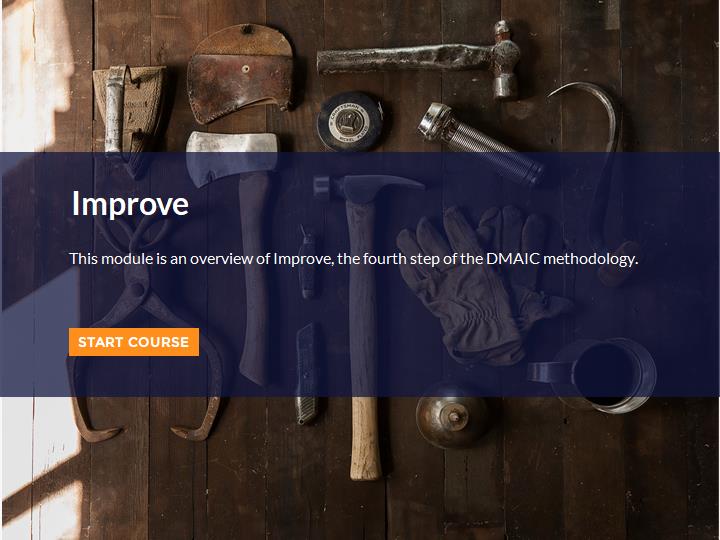 Improve
This module is an overview of Improve, the fourth step of the DMAIC methodology.
START COURSE